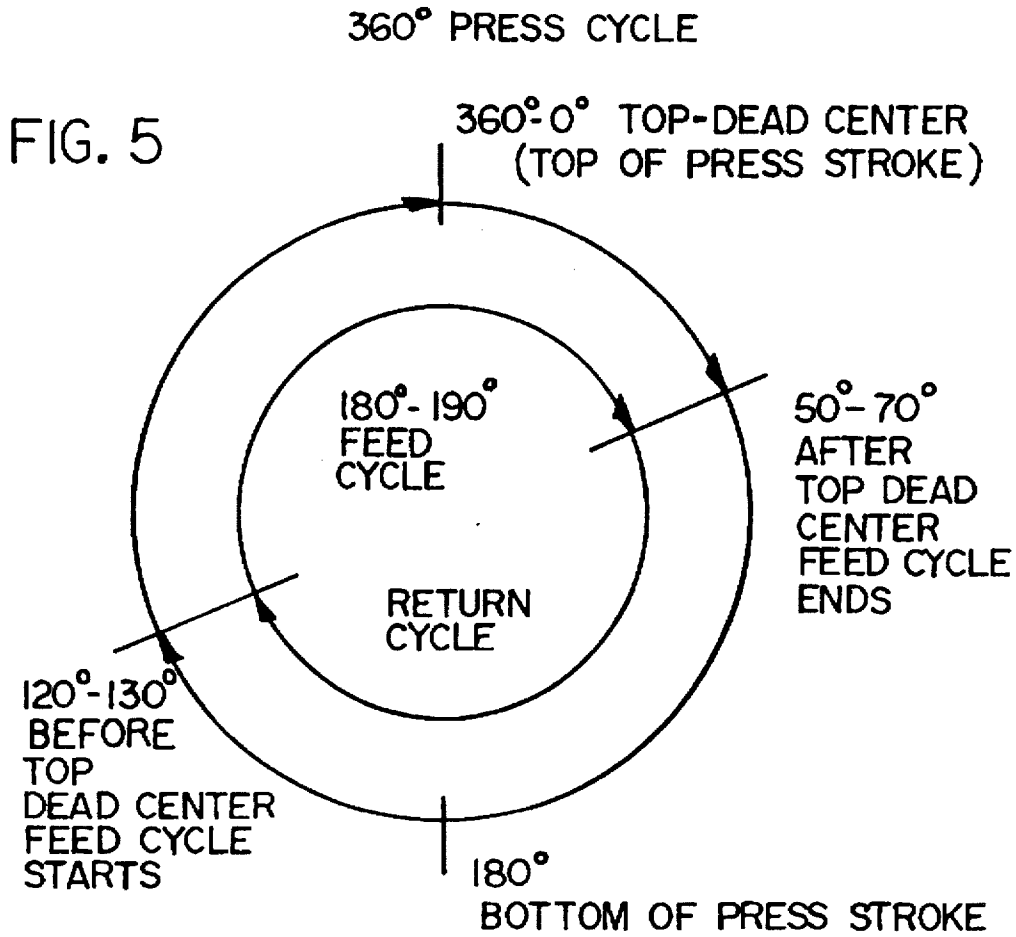 360° PRESS CYCLE
FIG. 5
360°-0° TOP-DEAD CENTER
(TOP OF PRESS STROKE)
180°-190°
FEED
CYCLE
50°-70°
AFTER
TOP DEAD
CENTER
FEED CYCLE
ENDS
RETURN
CYCLE
120°-130°
BEFORE
TOP
DEAD CENTER
FEED CYCLE
STARTS
180°
BOTTOM OF PRESS STROKE